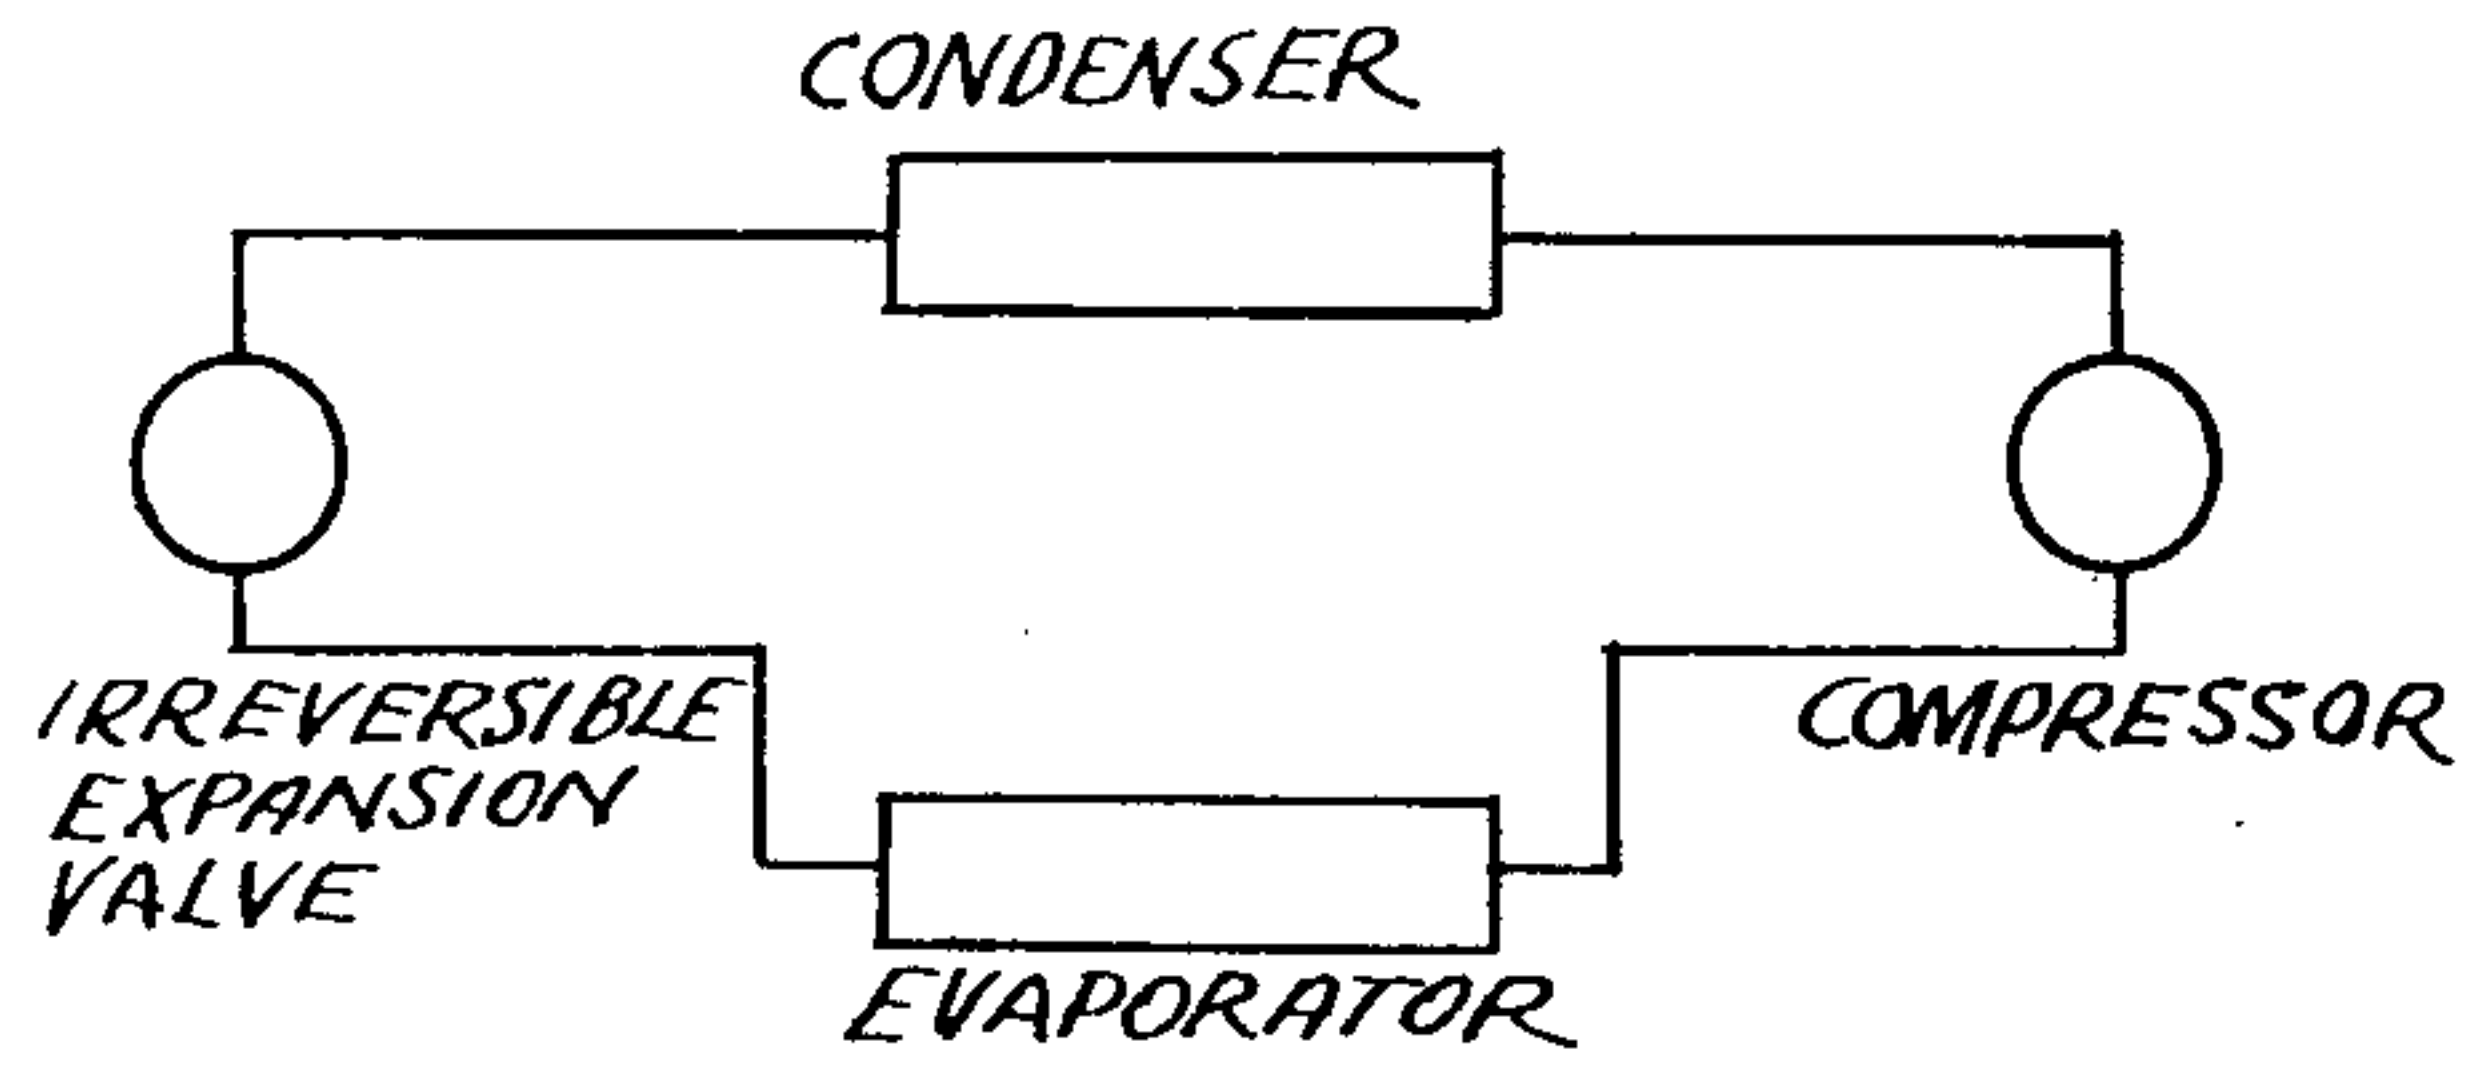 CONDENSER
IRREVERSIBLE
EXPANSION
VALVE
COMPRESSOR
EVAPORATOR